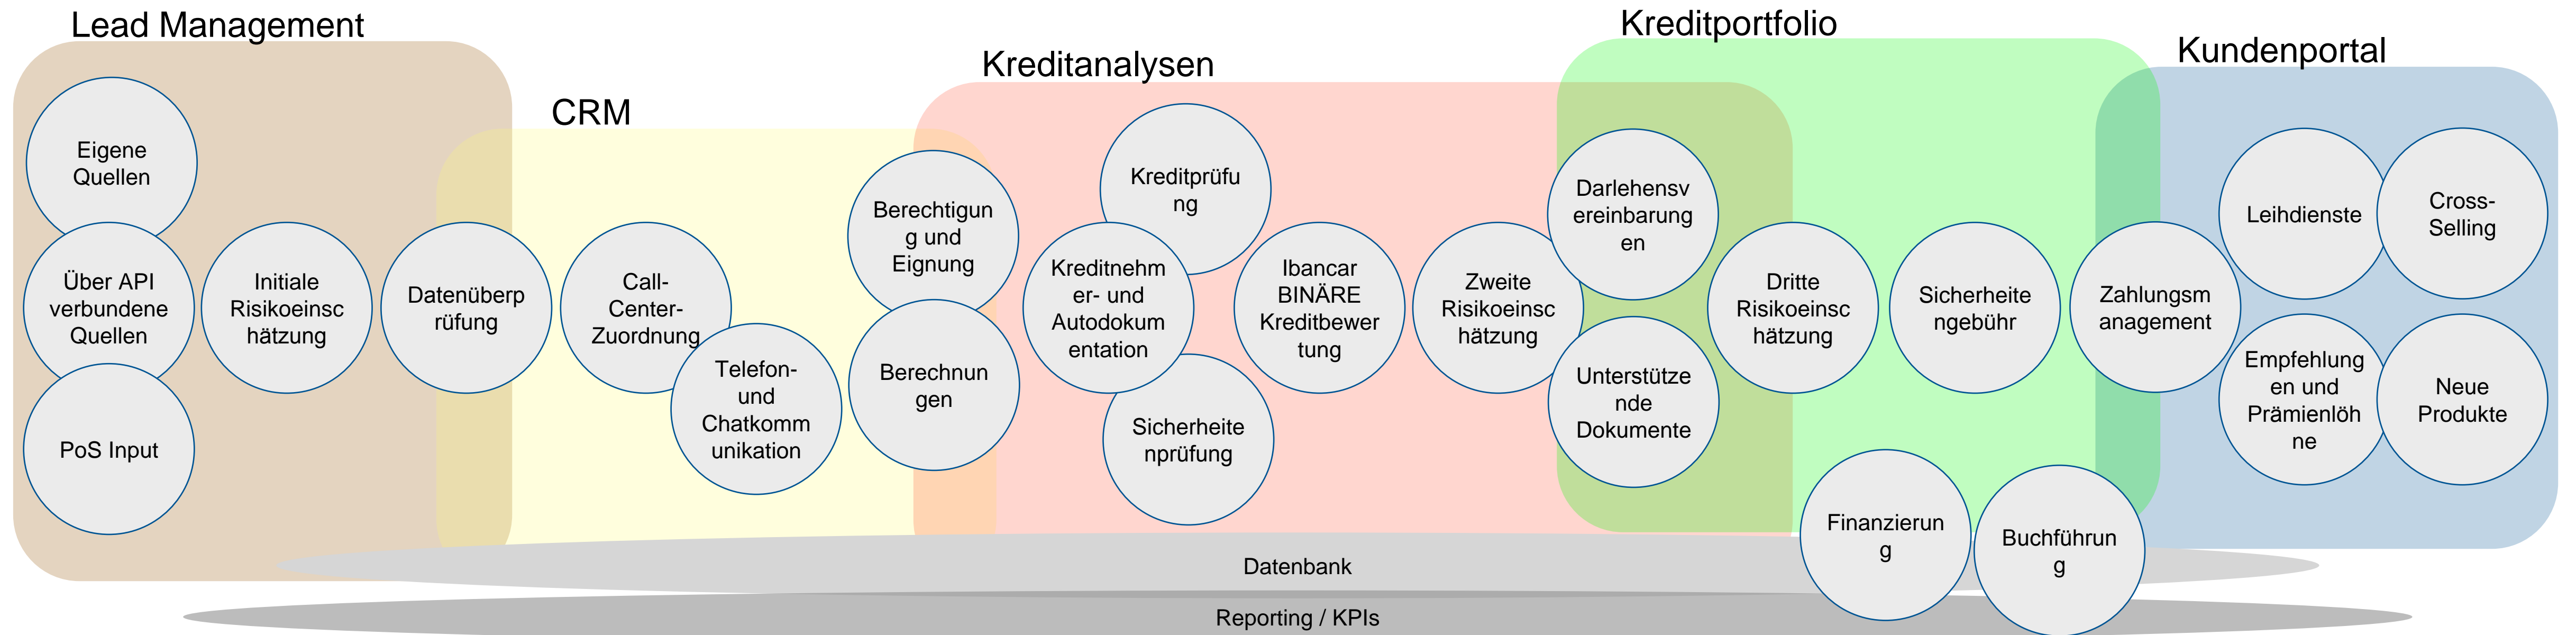 Lead Management
CRM
Kreditanalysen
Kreditportfolio
Kundenportal
Eigene
Quellen
Über API
verbundene
Quellen
PoS Input
Initiale
Risikoeinsc
hätzung
Datenüberp
rüfung
Call-
Center-
Zuordnung
Telefon-
und
Chatkomm
unikation
Berechtigun
g und
Eignung
Berechnun
gen
Kreditprüfu
ng
Kreditnehm
er- und
Autodokum
entation
Sicherheite
nprüfung
Ibancar
BINÄRE
Kreditbewer
tung
Zweite
Risikoeinsc
hätzung
Darlehensv
ereinbarung
en
Unterstütze
nde
Dokumente
Dritte
Risikoeinsc
hätzung
Sicherheite
ngebühr
Finanzierun
g
Buchführun
g
Zahlungsm
anagement
Leihdienste
Cross-
Selling
Empfehlung
en und
Prämienlöh
ne
Neue
Produkte
Datenbank
Reporting / KPIs